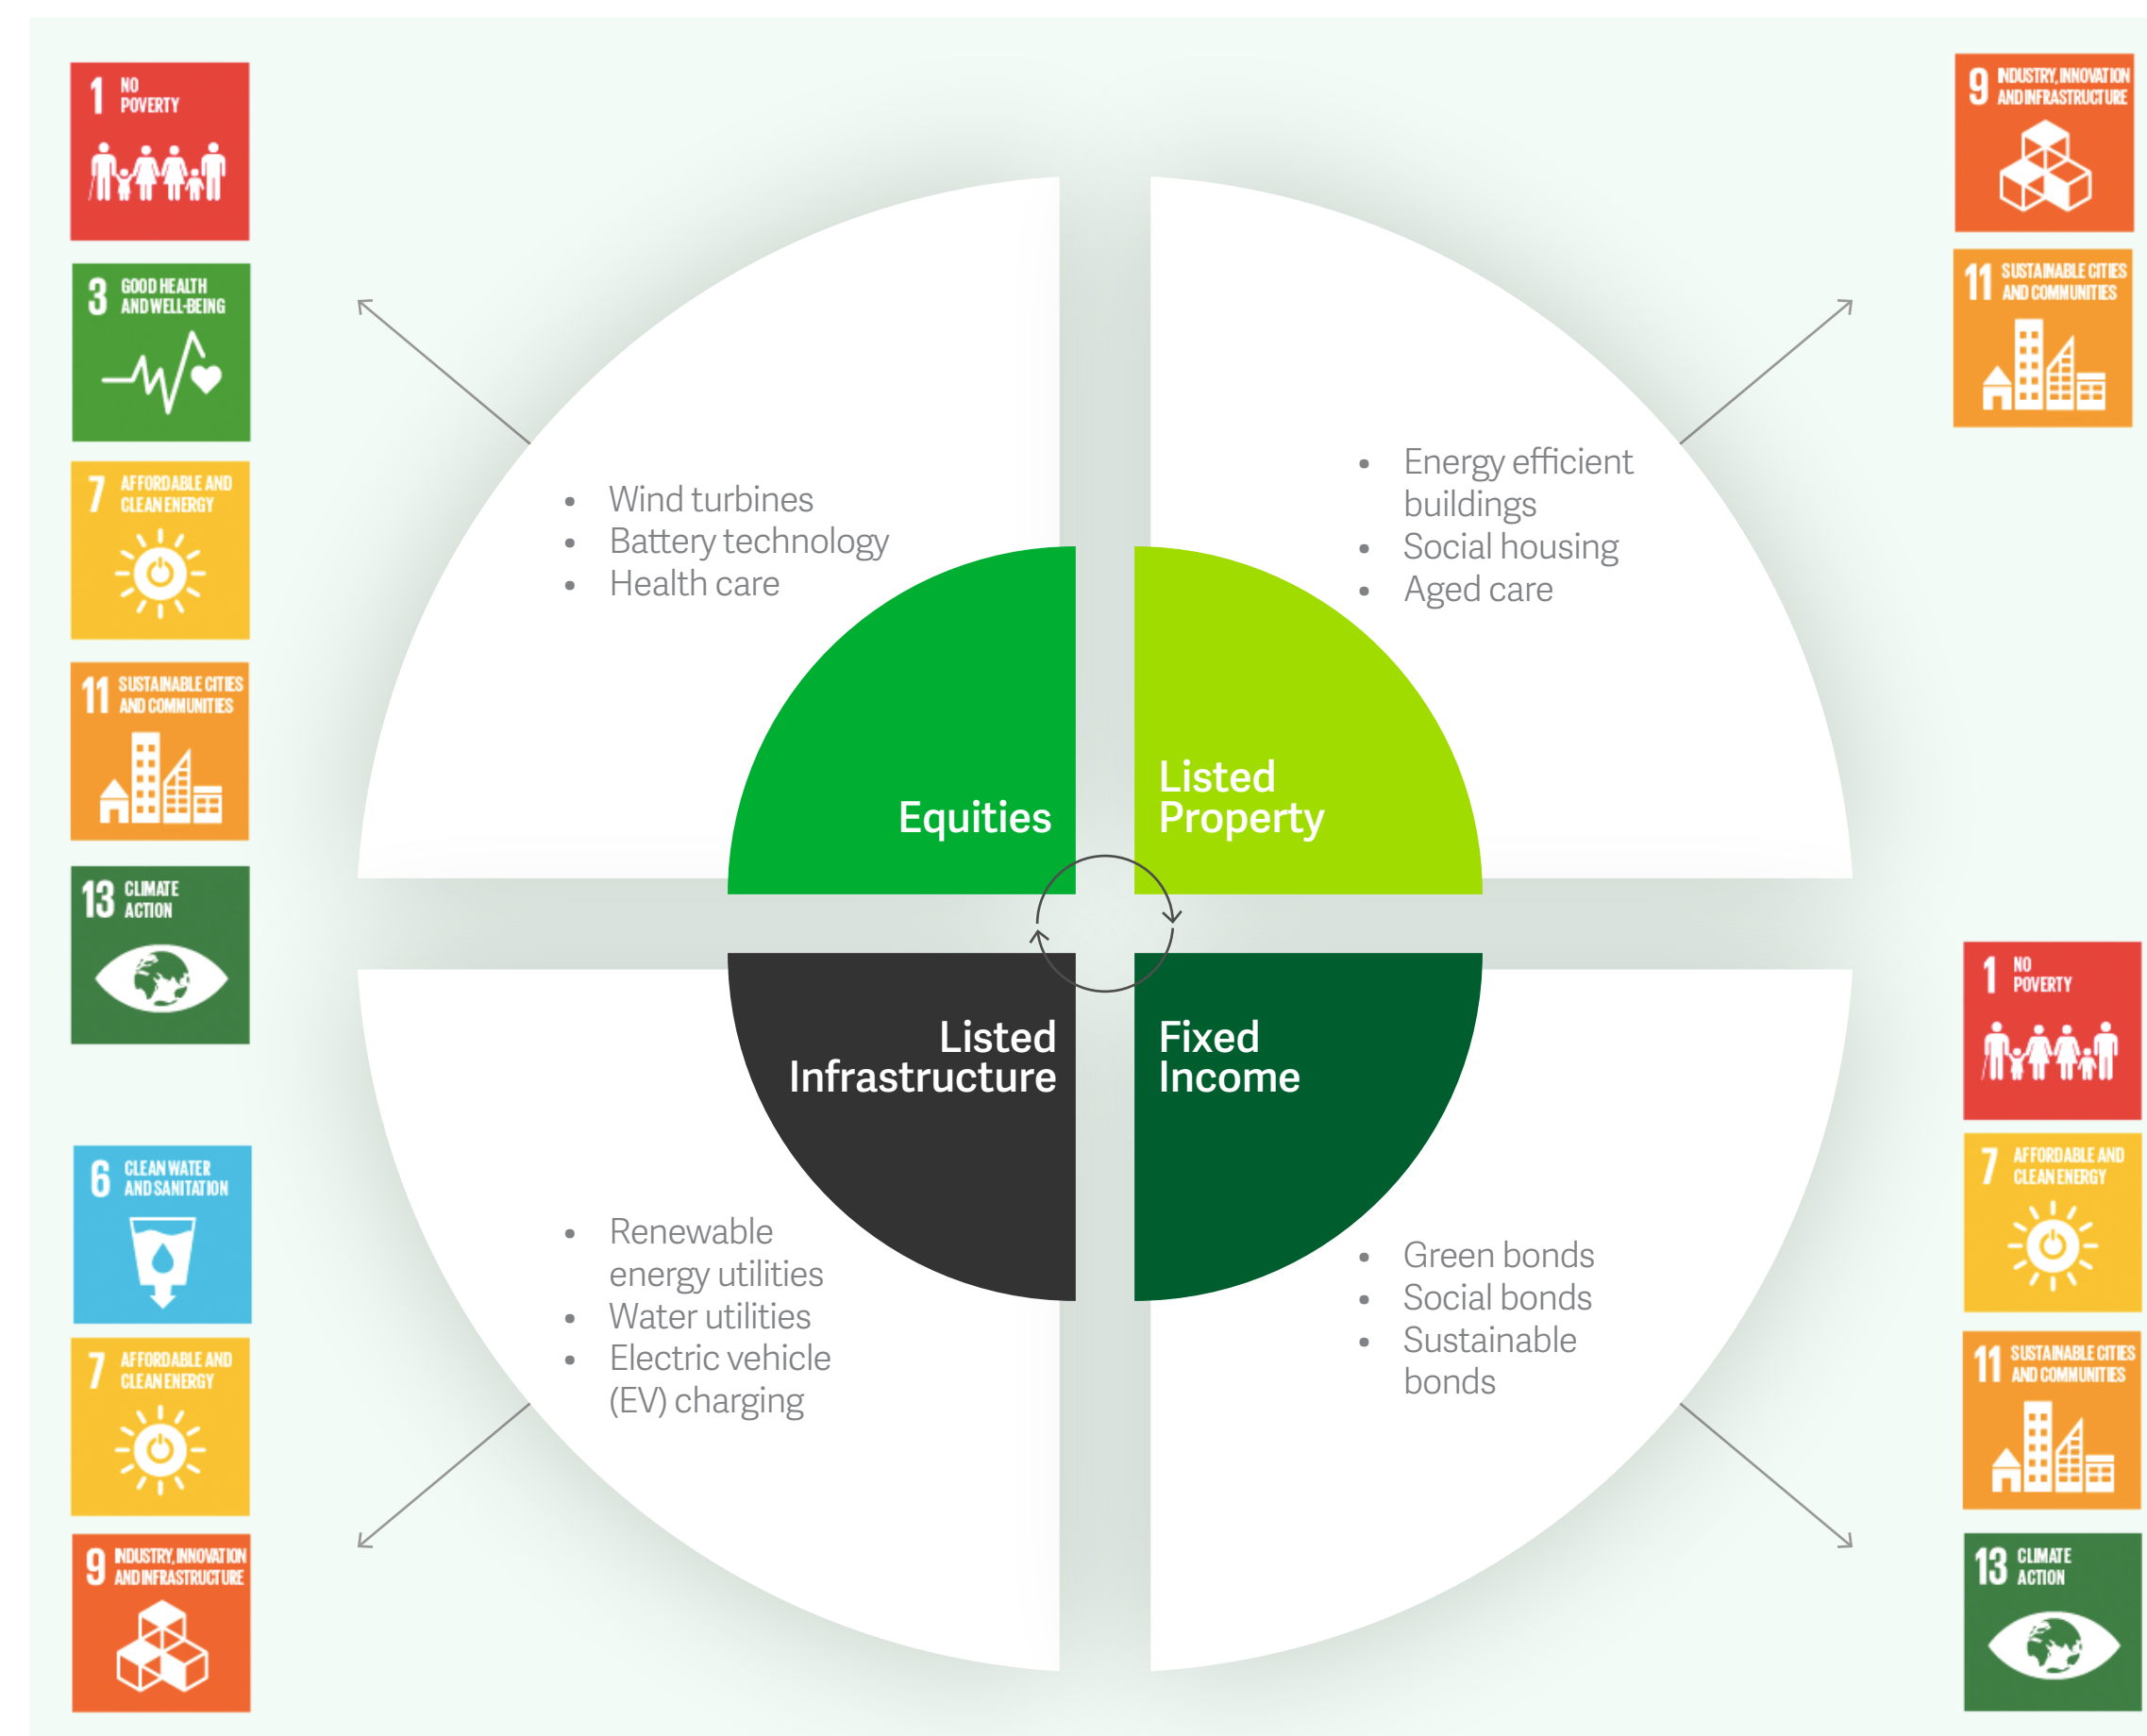 1 NO
POVERTY
3 GOOD HEALTH
AND WELL-BEING
7 AFFORDABLE AND
CLEAN ENERGY
11 SUSTAINABLE CITIES
AND COMMUNITIES
13 CLIMATE
ACTION
• Wind turbines
• Battery technology
• Health care
Equities
9 INDUSTRY, INNOVATION
AND INFRASTRUCTURE
11 SUSTAINABLE CITIES
AND COMMUNITIES
• Energy efficient
buildings
• Social housing
• Aged care
Listed
Property
6 CLEAN WATER
AND SANITATION
7 AFFORDABLE AND
CLEAN ENERGY
9 INDUSTRY, INNOVATION
AND INFRASTRUCTURE
Listed
Infrastructure
• Renewable
energy utilities
• Water utilities
• Electric vehicle
(EV) charging
Fixed
Income
• Green bonds
• Social bonds
• Sustainable
bonds
1 NO
POVERTY
7 AFFORDABLE AND
CLEAN ENERGY
11 SUSTAINABLE CITIES
AND COMMUNITIES
13 CLIMATE
ACTION